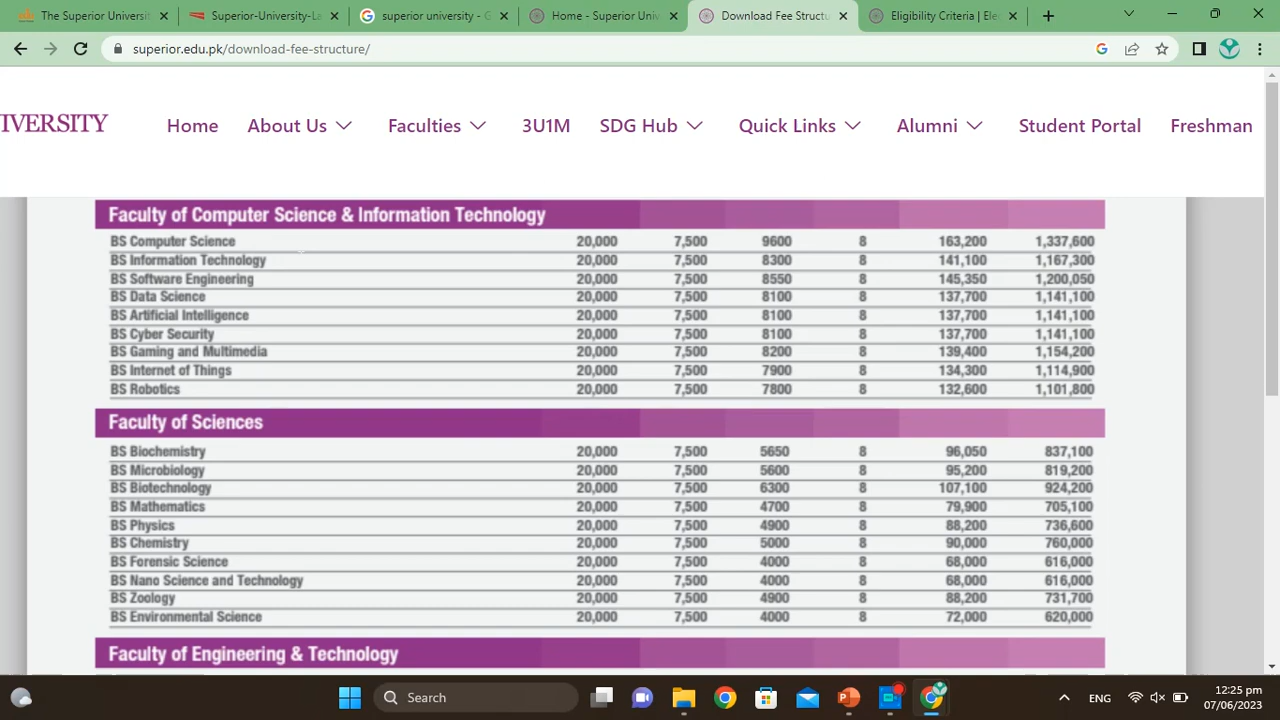 The Superior Universit
Superior-University-La
superior university - G
Home - Superior Univ
Download Fee Structu
Eligibility Criteria | Ele
superior.edu.pk/download-fee-structure/
IVERSITY Home About Us Faculties 3U1M SDG Hub Quick Links Alumni Student Portal Freshman
Faculty of Computer Science & Information Technology
BS Computer Science 20,000 7,500 9600 8 163,200 1,337,600
BS Information Technology 20,000 7,500 8300 8 141,100 1,167,300
BS Software Engineering 20,000 7,500 8550 8 145,350 1,200,050
BS Data Science 20,000 7,500 8100 8 137,700 1,141,100
BS Artificial Intelligence 20,000 7,500 8100 8 137,700 1,141,100
BS Cyber Security 20,000 7,500 8100 8 137,700 1,141,100
BS Gaming and Multimedia 20,000 7,500 8200 8 139,400 1,154,200
BS Internet of Things 20,000 7,500 7900 8 134,300 1,114,900
BS Robotics 20,000 7,500 7800 8 132,600 1,101,800
Faculty of Sciences
BS Biochemistry 20,000 7,500 5650 8 96,050 837,100
BS Microbiology 20,000 7,500 5600 8 95,200 819,200
BS Biotechnology 20,000 7,500 6300 8 107,100 924,200
BS Mathematics 20,000 7,500 4700 8 79,900 705,100
BS Physics 20,000 7,500 4900 8 88,200 736,600
BS Chemistry 20,000 7,500 5000 8 90,000 760,000
BS Forensic Science 20,000 7,500 4000 8 68,000 616,000
BS Nano Science and Technology 20,000 7,500 4000 8 68,000 616,000
BS Zoology 20,000 7,500 4900 8 88,200 731,700
BS Environmental Science 20,000 7,500 4000 8 72,000 620,000
Faculty of Engineering & Technology
Search
ENG
12:25 pm
07/06/2023